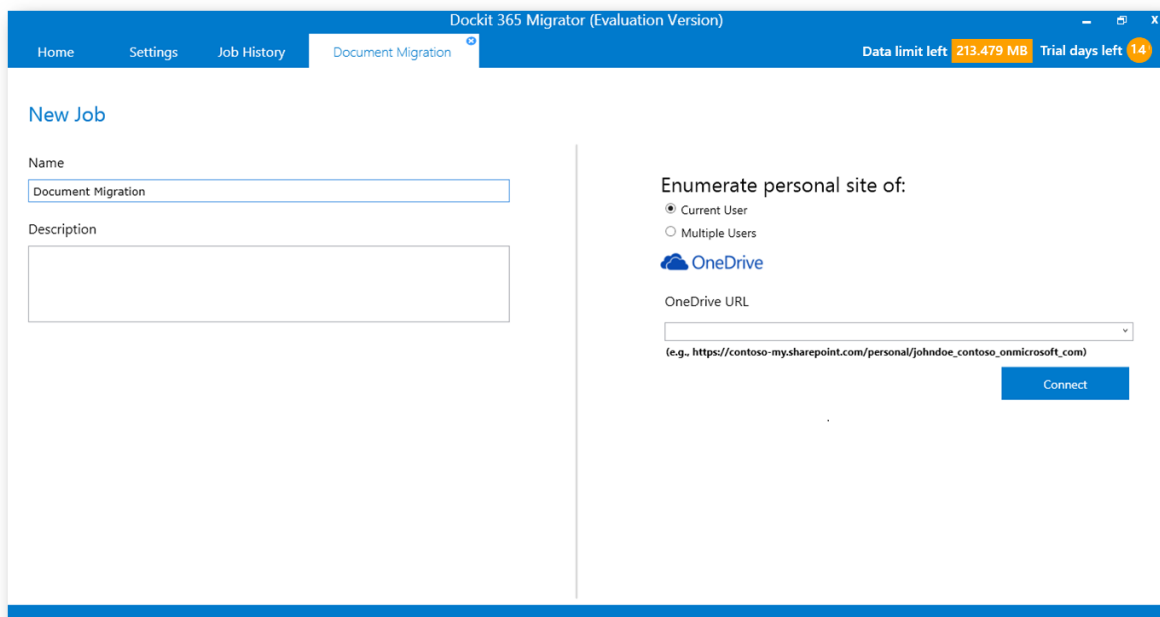 Dockit 365 Migrator (Evaluation Version)
Home Settings Job History Document Migration Data limit left 213.479 MB Trial days left 14
New Job
Name
Document Migration
Description
Enumerate personal site of:
Current User
Multiple Users
OneDrive
OneDrive URL
(e.g., https://contoso-my.sharepoint.com/personal/johndoe_contoso_onmicrosoft_com)
Connect